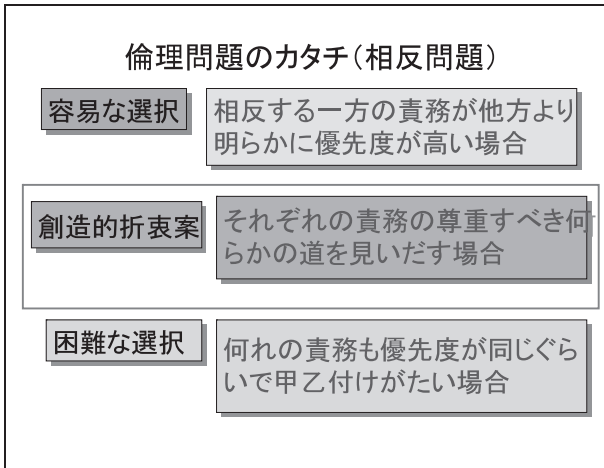 倫理問題のカタチ（相反問題）
容易な選択
相反する一方の責務が他方より
明らかに優先度が高い場合
創造的折衷案
それぞれの責務の尊重すべき何
らかの道を見いだす場合
困難な選択
何れの責務も優先度が同じぐら
いで甲乙付けがたい場合